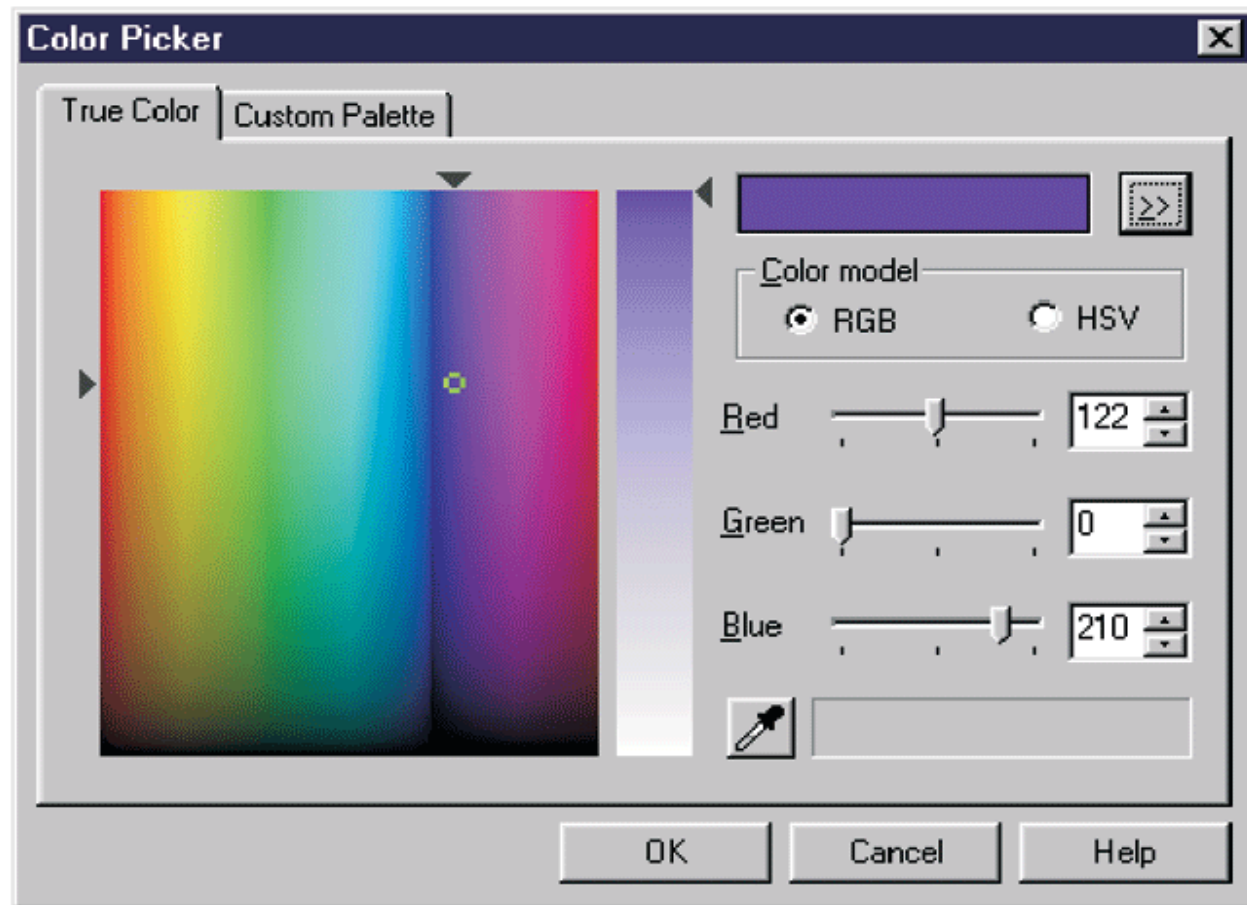 Color Picker
True Color Custom Palette
>>
Color model
RGB HSV
Red 122
Green 0
Blue 210
OK Cancel Help